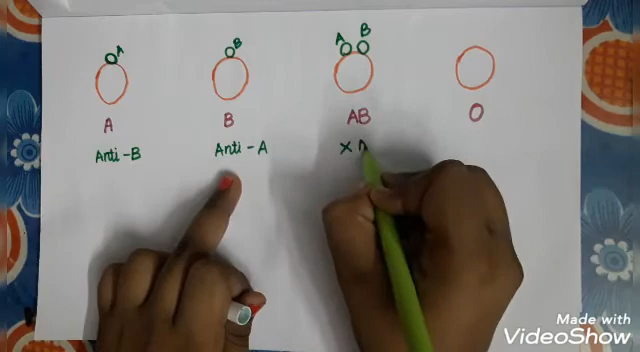 A B A B
A B AB O
Anti-B Anti-A X
Made with
VideoShow